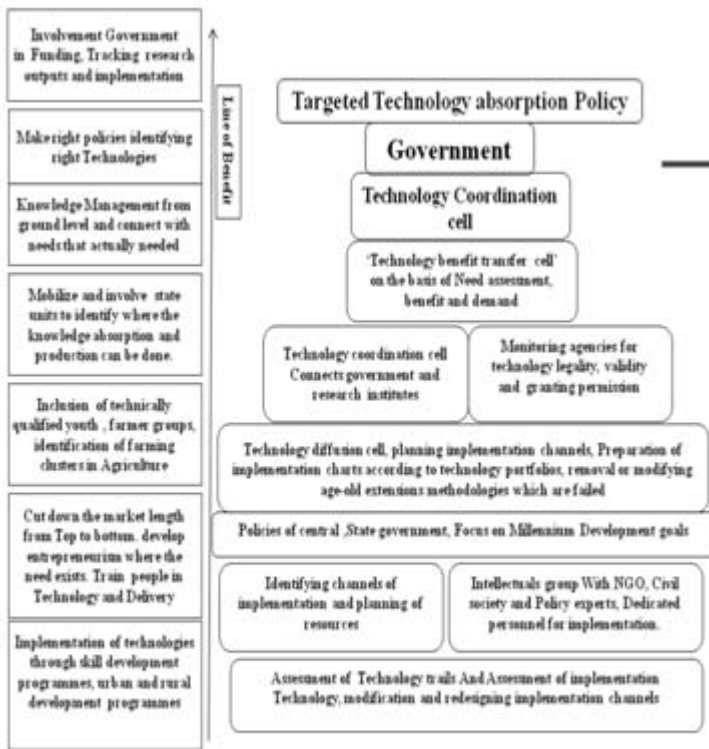 Involvement Government
in Funding, Tracking research
outputs and implementation
Make right policies identifying
right Technologies
Knowledge Management from
ground level and connect with
needs that actually needed
Mobilize and involve state
units to identify where the
knowledge absorption and
production can be done.
Inclusion of technically
qualified youth , farmer groups,
identification of farming
clusters in Agriculture
Cut down the market length
from Top to bottom. develop
entrepreneurism where the
need exists. Train people in
Technology and Delivery
Implementation of technologies
through skill development
programmes, urban and rural
development programmes
Line of Benefit
Targeted Technology absorption Policy
Government
Technology Coordination
cell
'Technology benefit transfer cell'
on the basis of Need assessment,
benefit and demand
Technology coordination cell
Connects government and
research institutes
Monitoring agencies for
technology legality, validity
and granting permission
Technology diffusion cell, planning implementation channels, Preparation of
implementation charts according to technology portfolios, removal or modifying
age-old extensions methodologies which are failed
Policies of central ,State government, Focus on Millennium Development goals
Identifying channels of
implementation and planning of
resources
Intellectuals group With NGO, Civil
society and Policy experts, Dedicated
personnel for implementation.
Assessment of Technology trails And Assessment of implementation
Technology, modification and redesigning implementation channels